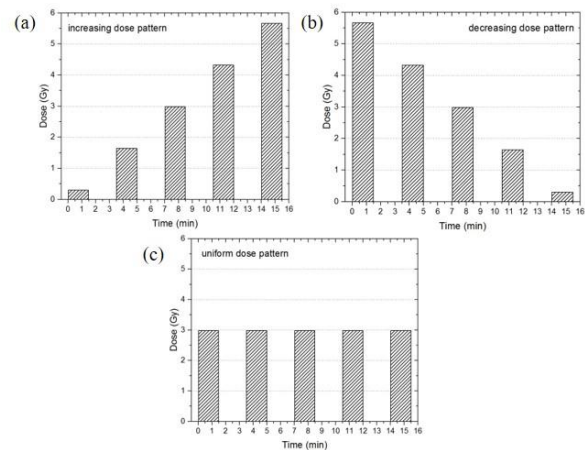 (a)
increasing dose pattern
Dose (Gy)
6
5
4
3
2
1
0
0 1 2 3 4 5 6 7 8 9 10 11 12 13 14 15 16
Time (min)
(b)
decreasing dose pattern
Dose (Gy)
6
5
4
3
2
1
0
0 1 2 3 4 5 6 7 8 9 10 11 12 13 14 15 16
Time (min)
(c)
uniform dose pattern
Dose (Gy)
6
5
4
3
2
1
0
0 1 2 3 4 5 6 7 8 9 10 11 12 13 14 15 16
Time (min)